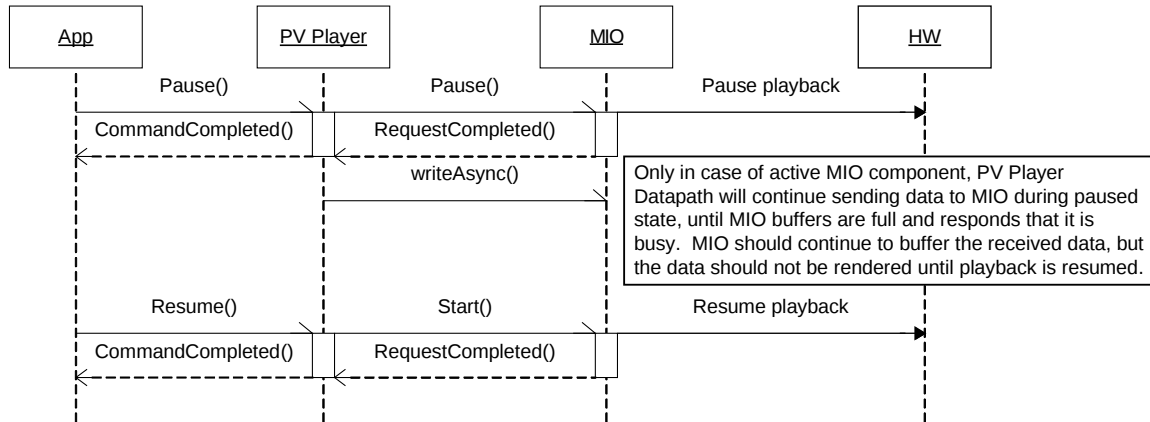 App
PV Player
MIO
HW
Pause()
Pause()
Pause playback
CommandCompleted()
RequestCompleted()
writeAsync()
Only in case of active MIO component, PV Player
Datapath will continue sending data to MIO during paused
state, until MIO buffers are full and responds that it is
busy.  MIO should continue to buffer the received data, but
the data should not be rendered until playback is resumed.
Resume()
Start()
Resume playback
CommandCompleted()
RequestCompleted()